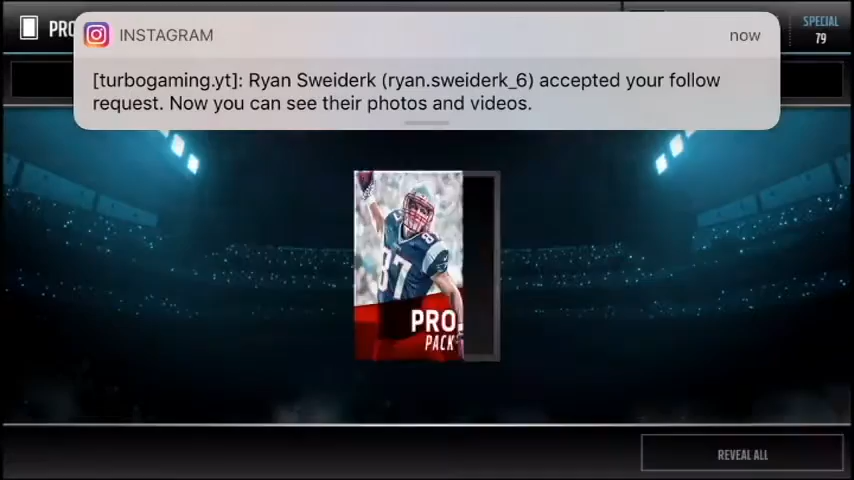 PRO
SPECIAL
79
INSTAGRAM
now
[turbogaming.yt]: Ryan Sweiderk (ryan.sweiderk_6) accepted your follow
request. Now you can see their photos and videos.
87
87
PRO
PACK
REVEAL ALL